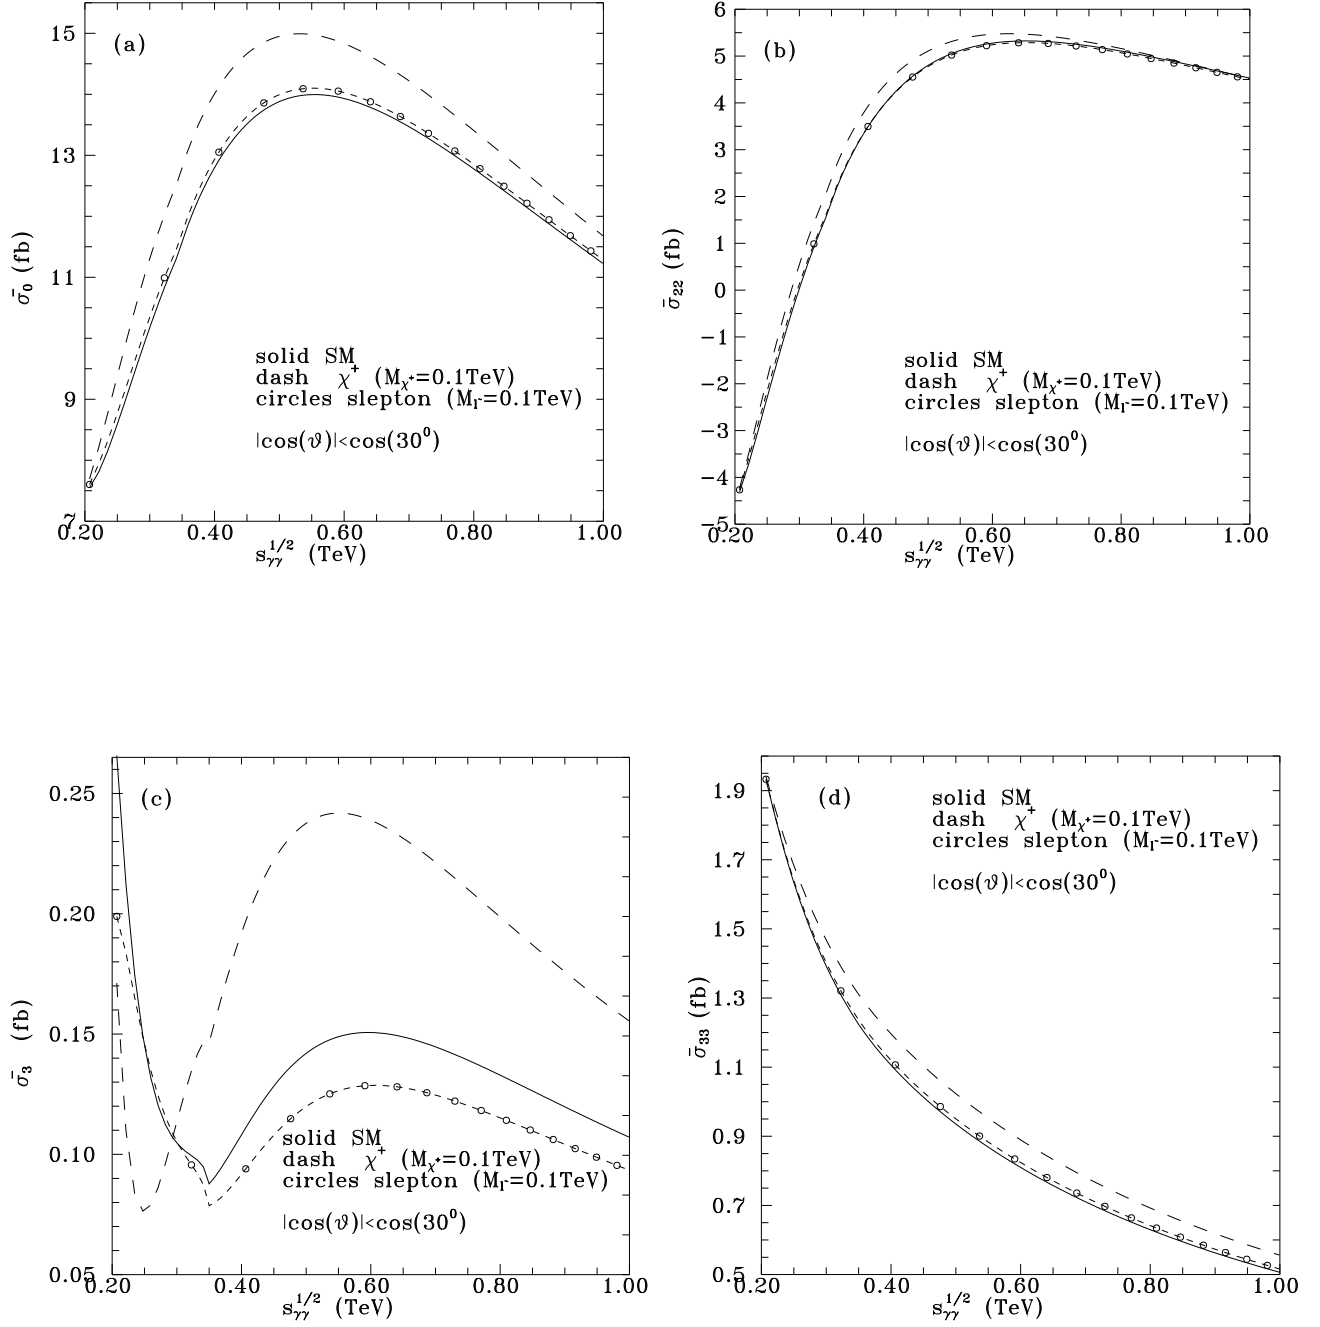 (a)
15
13
11
9
7
σ̄₀ (fb)
solid SM
dash χ⁺ (M_χ⁺=0.1TeV)
circles slepton (M_l̃=0.1TeV)
|cos(ϑ)|<cos(30⁰)
0.20 0.40 0.60 0.80 1.00
s_γγ^1/2 (TeV)
(b)
6
5
4
3
2
1
0
−1
−2
−3
−4
−5
σ̄₂₂ (fb)
solid SM
dash χ⁺ (M_χ⁺=0.1TeV)
circles slepton (M_l̃=0.1TeV)
|cos(ϑ)|<cos(30⁰)
0.20 0.40 0.60 0.80 1.00
s_γγ^1/2 (TeV)
(c)
0.25
0.20
0.15
0.10
0.05
σ̄₃ (fb)
solid SM
dash χ⁺ (M_χ⁺=0.1TeV)
circles slepton (M_l̃=0.1TeV)
|cos(ϑ)|<cos(30⁰)
0.20 0.40 0.60 0.80 1.00
s_γγ^1/2 (TeV)
(d)
1.9
1.7
1.5
1.3
1.1
0.9
0.7
0.5
σ̄₃₃ (fb)
solid SM
dash χ⁺ (M_χ⁺=0.1TeV)
circles slepton (M_l̃=0.1TeV)
|cos(ϑ)|<cos(30⁰)
0.20 0.40 0.60 0.80 1.00
s_γγ^1/2 (TeV)